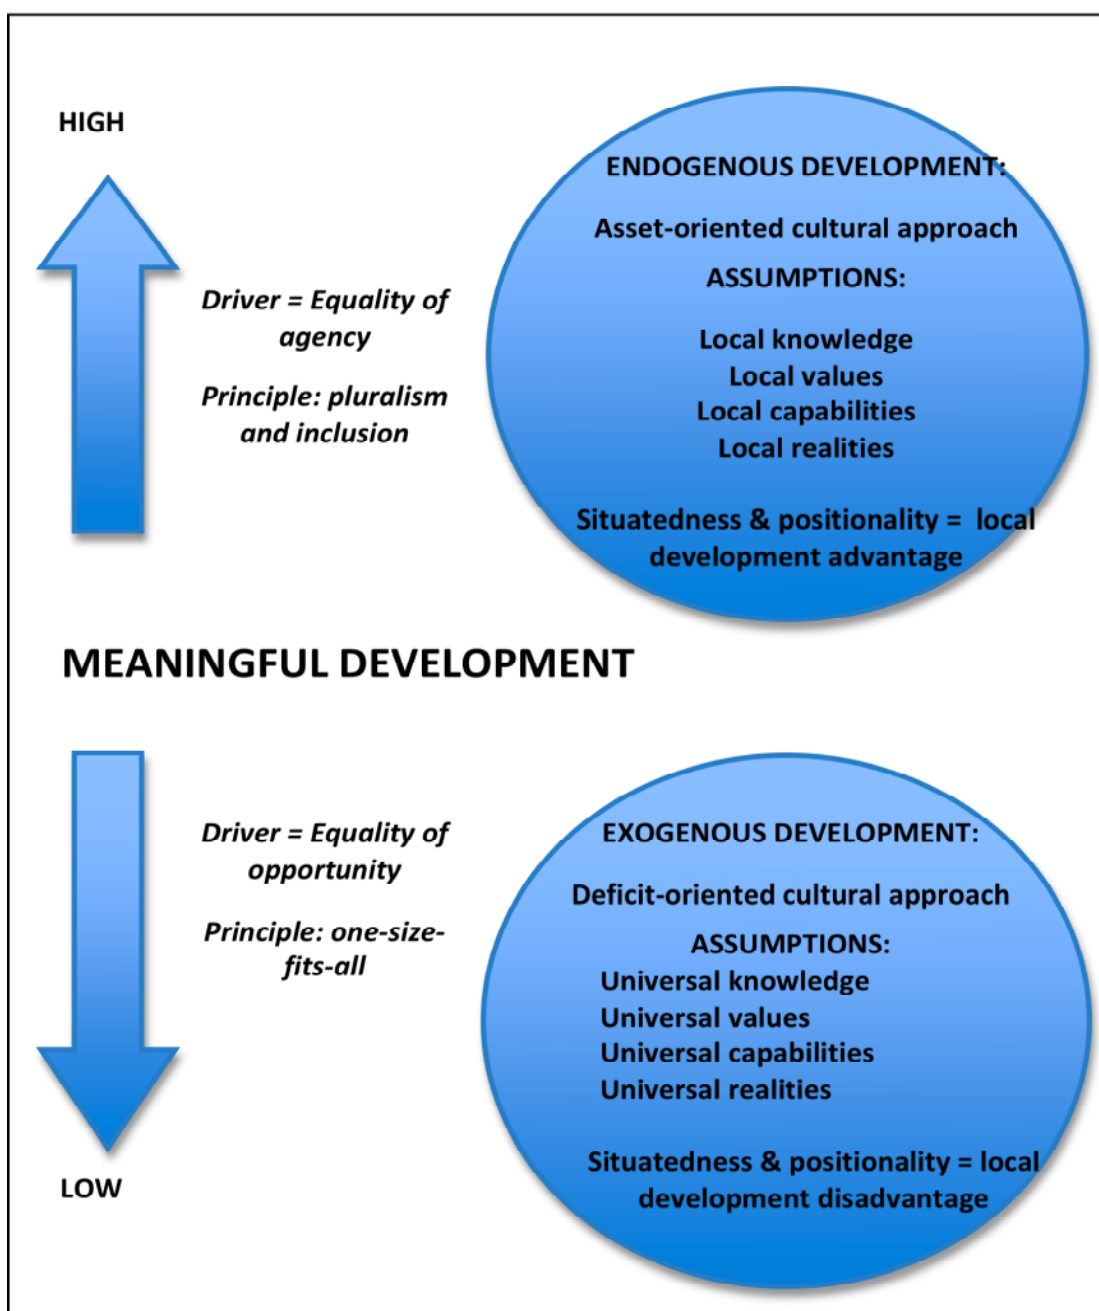 HIGH
ENDOGENOUS DEVELOPMENT:
Asset-oriented cultural approach
ASSUMPTIONS:
Local knowledge
Local values
Local capabilities
Local realities
Situatedness & positionality = local
development advantage
Driver = Equality of
agency
Principle: pluralism
and inclusion
MEANINGFUL DEVELOPMENT
Driver = Equality of
opportunity
Principle: one-size-
fits-all
EXOGENOUS DEVELOPMENT:
Deficit-oriented cultural approach
ASSUMPTIONS:
Universal knowledge
Universal values
Universal capabilities
Universal realities
Situatedness & positionality = local
development disadvantage
LOW